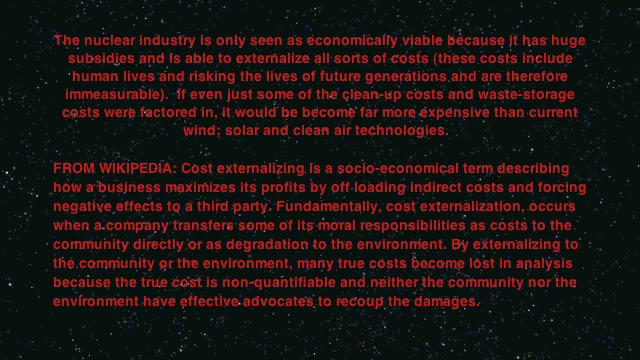 The nuclear industry is only seen as economically viable because it has huge
subsidies and is able to externalize all sorts of costs (these costs include
human lives and risking the lives of future generations and are therefore
immeasurable).  If even just some of the clean-up costs and waste-storage
costs were factored in, it would be become far more expensive than current
wind; solar and clean air technologies.
FROM WIKIPEDIA: Cost externalizing is a socio-economical term describing
how a business maximizes its profits by off-loading indirect costs and forcing
negative effects to a third party. Fundamentally, cost externalization, occurs
when a company transfers some of its moral responsibilities as costs to the
community directly or as degradation to the environment. By externalizing to
the community or the environment, many true costs become lost in analysis
because the true cost is non-quantifiable and neither the community nor the
environment have effective advocates to recoup the damages.